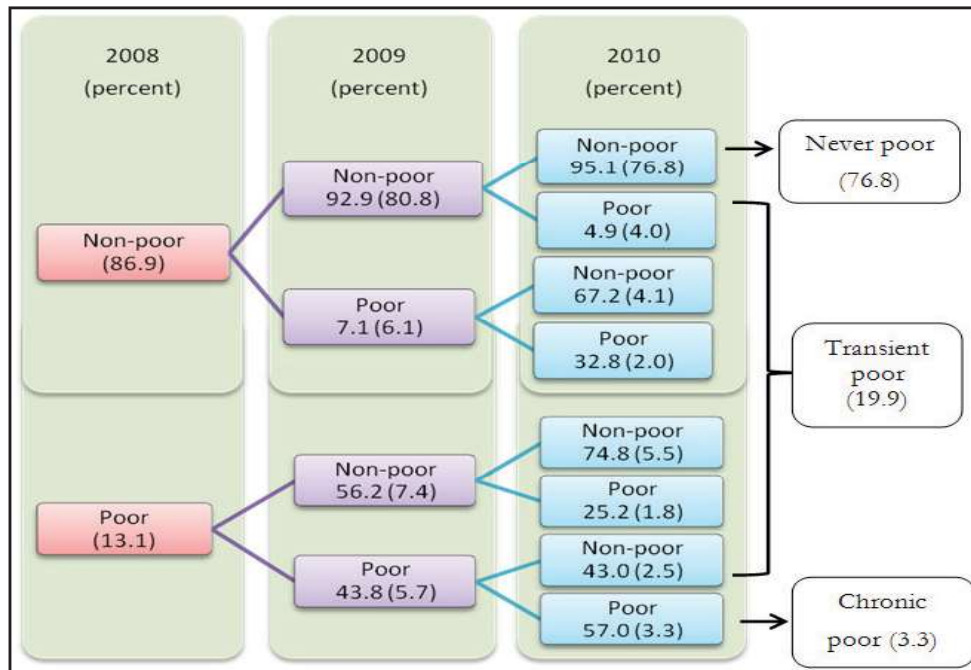 2008
(percent)
2009
(percent)
2010
(percent)
Non-poor
(86.9)
Poor
(13.1)
Non-poor
92.9 (80.8)
Poor
7.1 (6.1)
Non-poor
56.2 (7.4)
Poor
43.8 (5.7)
Non-poor
95.1 (76.8)
Poor
4.9 (4.0)
Non-poor
67.2 (4.1)
Poor
32.8 (2.0)
Non-poor
74.8 (5.5)
Poor
25.2 (1.8)
Non-poor
43.0 (2.5)
Poor
57.0 (3.3)
Never poor
(76.8)
Transient
poor
(19.9)
Chronic
poor (3.3)